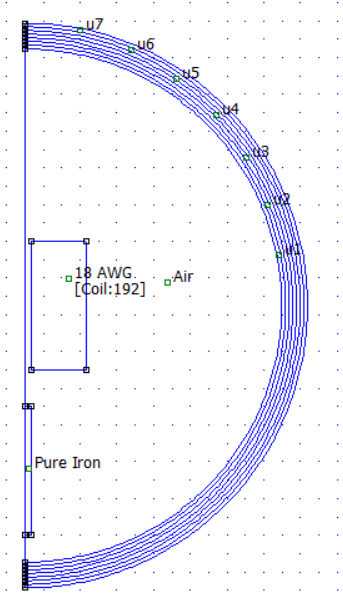 u7
u6
u5
u4
u3
u2
u1
18 AWG
[Coil:192]
Air
Pure Iron